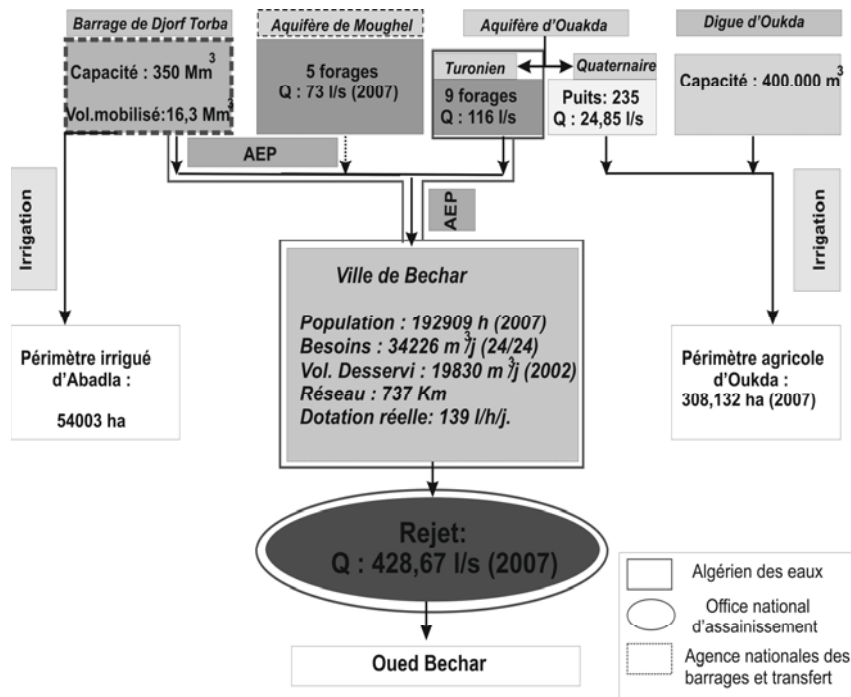 Barrage de Djorf Torba
Capacité : 350 Mm3
Vol.mobilisé:16,3 Mm3
Aquifère de Moughel
5 forages
Q : 73 l/s (2007)
Aquifère d'Ouakda
Turonien
Quaternaire
9 forages
Q : 116 l/s
Puits: 235
Q : 24,85 l/s
Digue d'Oukda
Capacité : 400.000 m3
AEP
AEP
Irrigation
Irrigation
Ville de Bechar
Population : 192909 h (2007)
Besoins : 34226 m3/j (24/24)
Vol. Desservi : 19830 m3/j (2002)
Réseau : 737 Km
Dotation réelle: 139 l/h/j.
Périmètre irrigué
d'Abadla :
54003 ha
Périmètre agricole
d'Oukda :
308,132 ha (2007)
Rejet:
Q : 428,67 l/s (2007)
Oued Bechar
Algérien des eaux
Office national
d'assainissement
Agence nationales des
barrages et transfert